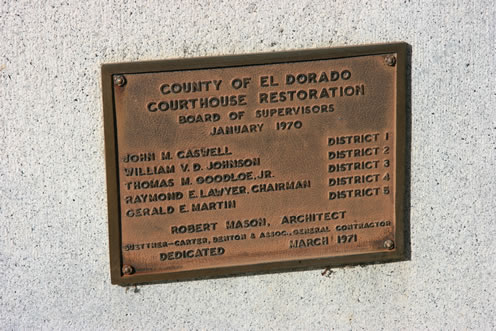 COUNTY OF EL DORADO
COURTHOUSE RESTORATION
BOARD OF SUPERVISORS
JANUARY 1970
JOHN M. CASWELL DISTRICT 1
WILLIAM V. D. JOHNSON DISTRICT 2
THOMAS M. GOODLOE, JR. DISTRICT 3
RAYMOND E. LAWYER, CHAIRMAN DISTRICT 4
GERALD E. MARTIN DISTRICT 5
ROBERT MASON, ARCHITECT
DENTON & ASSOC., GENERAL CONTRACTOR
DEDICATED MARCH 1971